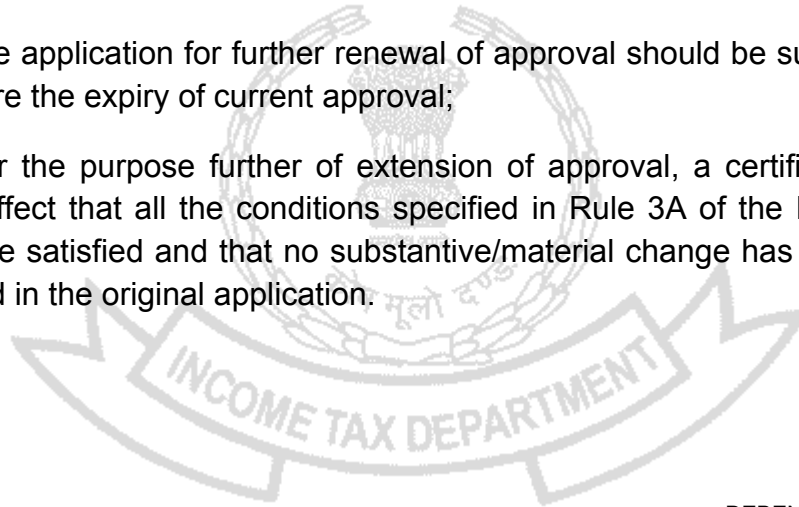 e application for further renewal of approval should be su
re the expiry of current approval;
r the purpose further of extension of approval, a certifi
ffect that all the conditions specified in Rule 3A of the
e satisfied and that no substantive/material change has
d in the original application.
मूलो दण्ड
INCOME TAX DEPARTMENT